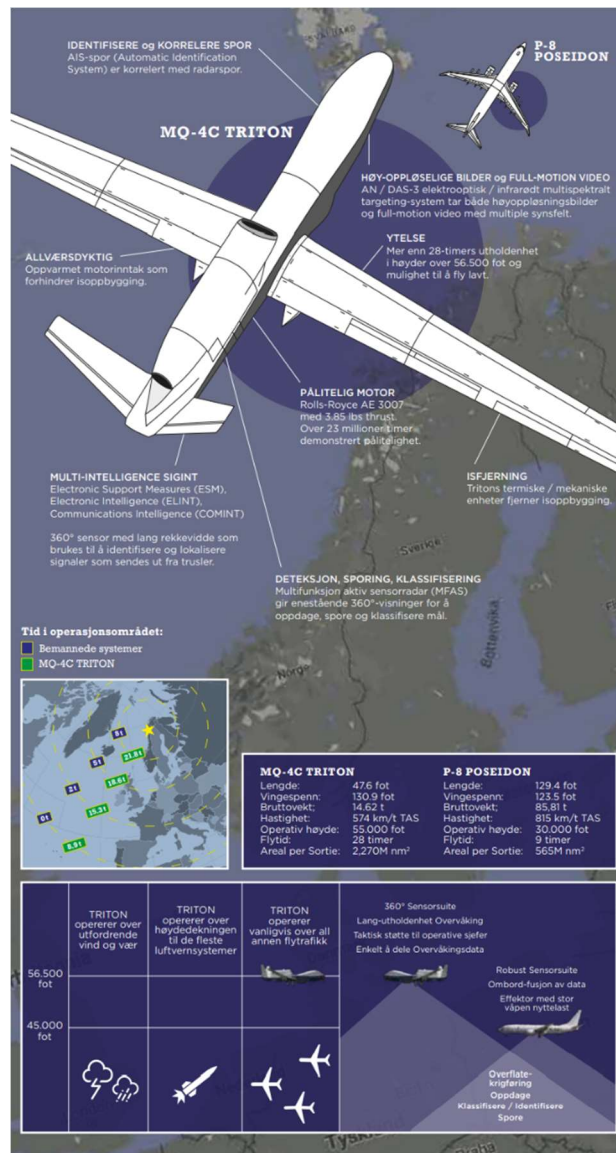 SVALBARD
IDENTIFISERE og KORRELERE SPOR
AIS-spor (Automatic Identification
System) er korrelert med radarspor.
P-8
POSEIDON
MQ-4C TRITON
HØY-OPPLØSELIGE BILDER og FULL-MOTION VIDEO
AN / DAS-3 elektrooptisk / infrarødt multispektralt
targeting-system tar både høyoppløsningsbilder
og full-motion video med multiple synsfelt.
ALLVÆRSDYKTIG
Oppvarmet motorinntak som
forhindrer isoppbygging.
YTELSE
Mer enn 28-timers utholdenhet
i høyder over 56.500 fot og
mulighet til å fly lavt.
PÅLITELIG MOTOR
Rolls-Royce AE 3007
med 3.85 lbs thrust.
Over 23 millioner timer
demonstrert pålitelighet.
MULTI-INTELLIGENCE SIGINT
Electronic Support Measures (ESM),
Electronic Intelligence (ELINT),
Communications Intelligence (COMINT)
360° sensor med lang rekkevidde som
brukes til å identifisere og lokalisere
signaler som sendes ut fra trusler.
ISFJERNING
Tritons termiske / mekaniske
enheter fjerner isoppbygging.
Sverige
DETEKSJON, SPORING, KLASSIFISERING
Multifunksjon aktiv sensorradar (MFAS)
gir enestående 360°-visninger for å
oppdage, spore og klassifisere mål.
Bottenvika
Norge
Tid i operasjonsområdet:
Bemannede systemer
MQ-4C TRITON
8t
21.8t
5t
18.6t
2t
15.3t
0t
8.9t
MQ-4C TRITON
Lengde: 47.6 fot
Vingespenn: 130.9 fot
Bruttovekt; 14.62 t
Hastighet: 574 km/t TAS
Operativ høyde: 55.000 fot
Flytid: 28 timer
Areal per Sortie: 2,270M nm²
P-8 POSEIDON
Lengde: 129.4 fot
Vingespenn: 123.5 fot
Bruttovekt: 85,81 t
Hastighet: 815 km/t TAS
Operativ høyde: 30.000 fot
Flytid: 9 timer
Areal per Sortie: 565M nm²
TRITON
opererer over
utfordrende
vind og vær
TRITON
opererer over
høydedekningen
til de fleste
luftvernsystemer
TRITON
opererer
vanligvis over all
annen flytrafikk
360° Sensorsuite
Lang-utholdenhet Overvåking
Taktisk støtte til operative sjefer
Enkelt å dele Overvåkingsdata
56.500
fot
45.000
fot
Robust Sensorsuite
Ombord-fusjon av data
Effektor med stor
våpen nyttelast
Overflate-
krigføring
Oppdage
Klassifisere / Identifisere
Spore
Tyskland
Praha